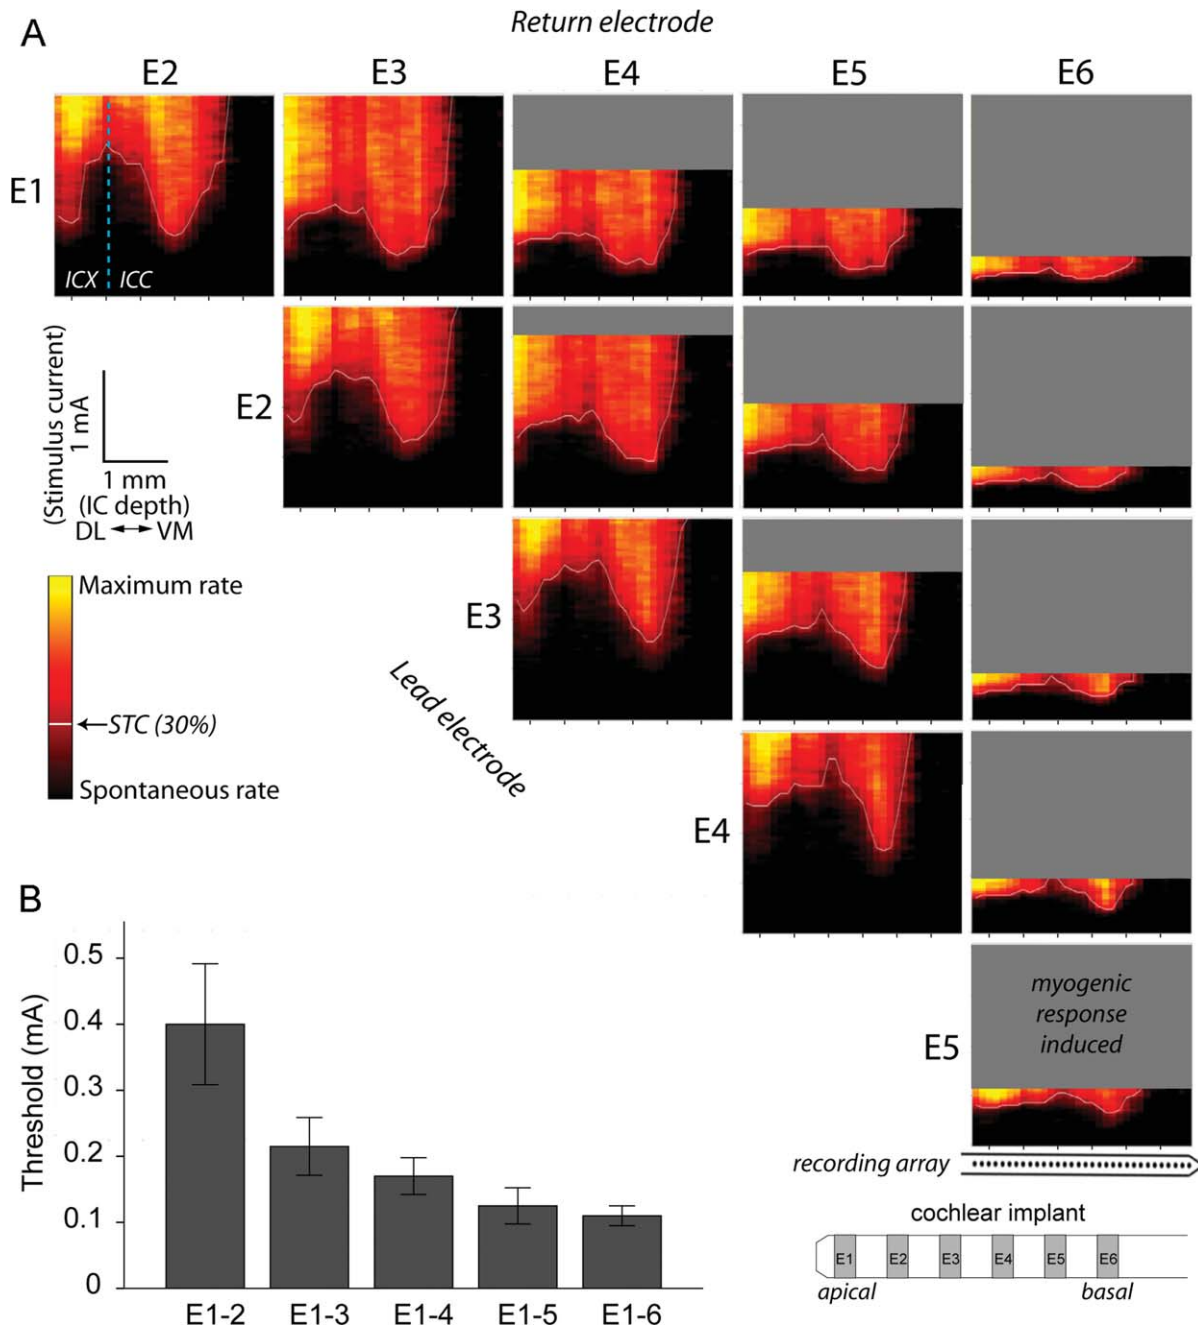 A
Return electrode
E2 E3 E4 E5 E6
E1
ICX ICC
E2
(Stimulus current)
1 mA
1 mm
(IC depth)
DL ↔ VM
E3
Maximum rate
←STC (30%)
Spontaneous rate
Lead electrode
E4
B
E5
myogenic
response
induced
recording array
cochlear implant
E1 E2 E3 E4 E5 E6
apical basal
Threshold (mA)
0.5
0.4
0.3
0.2
0.1
0
E1-2 E1-3 E1-4 E1-5 E1-6